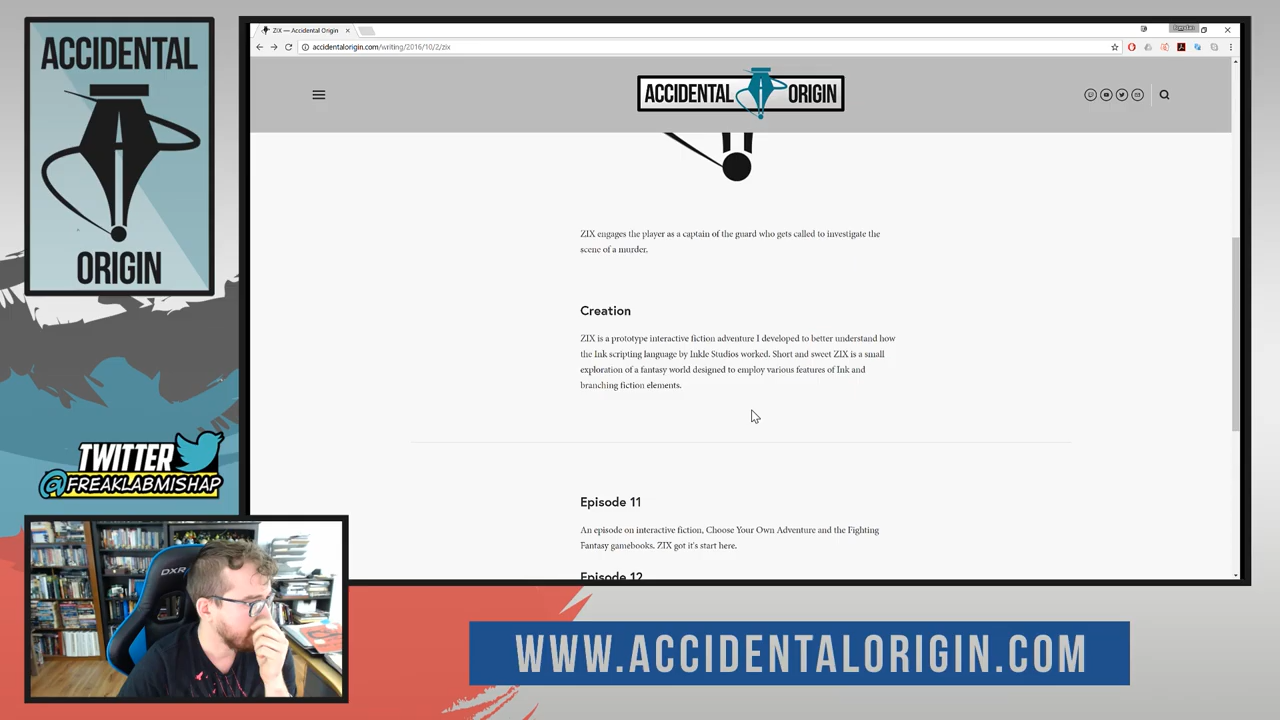 ACCIDENTAL
ORIGIN
ZIX — Accidental Origin
accidentalorigin.com/writing/2016/10/2/zix
ACCIDENTAL ORIGIN
ZIX engages the player as a captain of the guard who gets called to investigate the
scene of a murder.
Creation
ZIX is a prototype interactive fiction adventure I developed to better understand how
the Ink scripting language by Inkle Studios worked. Short and sweet ZIX is a small
exploration of a fantasy world designed to employ various features of Ink and
branching fiction elements.
Episode 11
An episode on interactive fiction, Choose Your Own Adventure and the Fighting
Fantasy gamebooks. ZIX got it's start here.
Episode 12
TWITTER
@FREAKLABMISHAP
DXR
WWW.ACCIDENTALORIGIN.COM